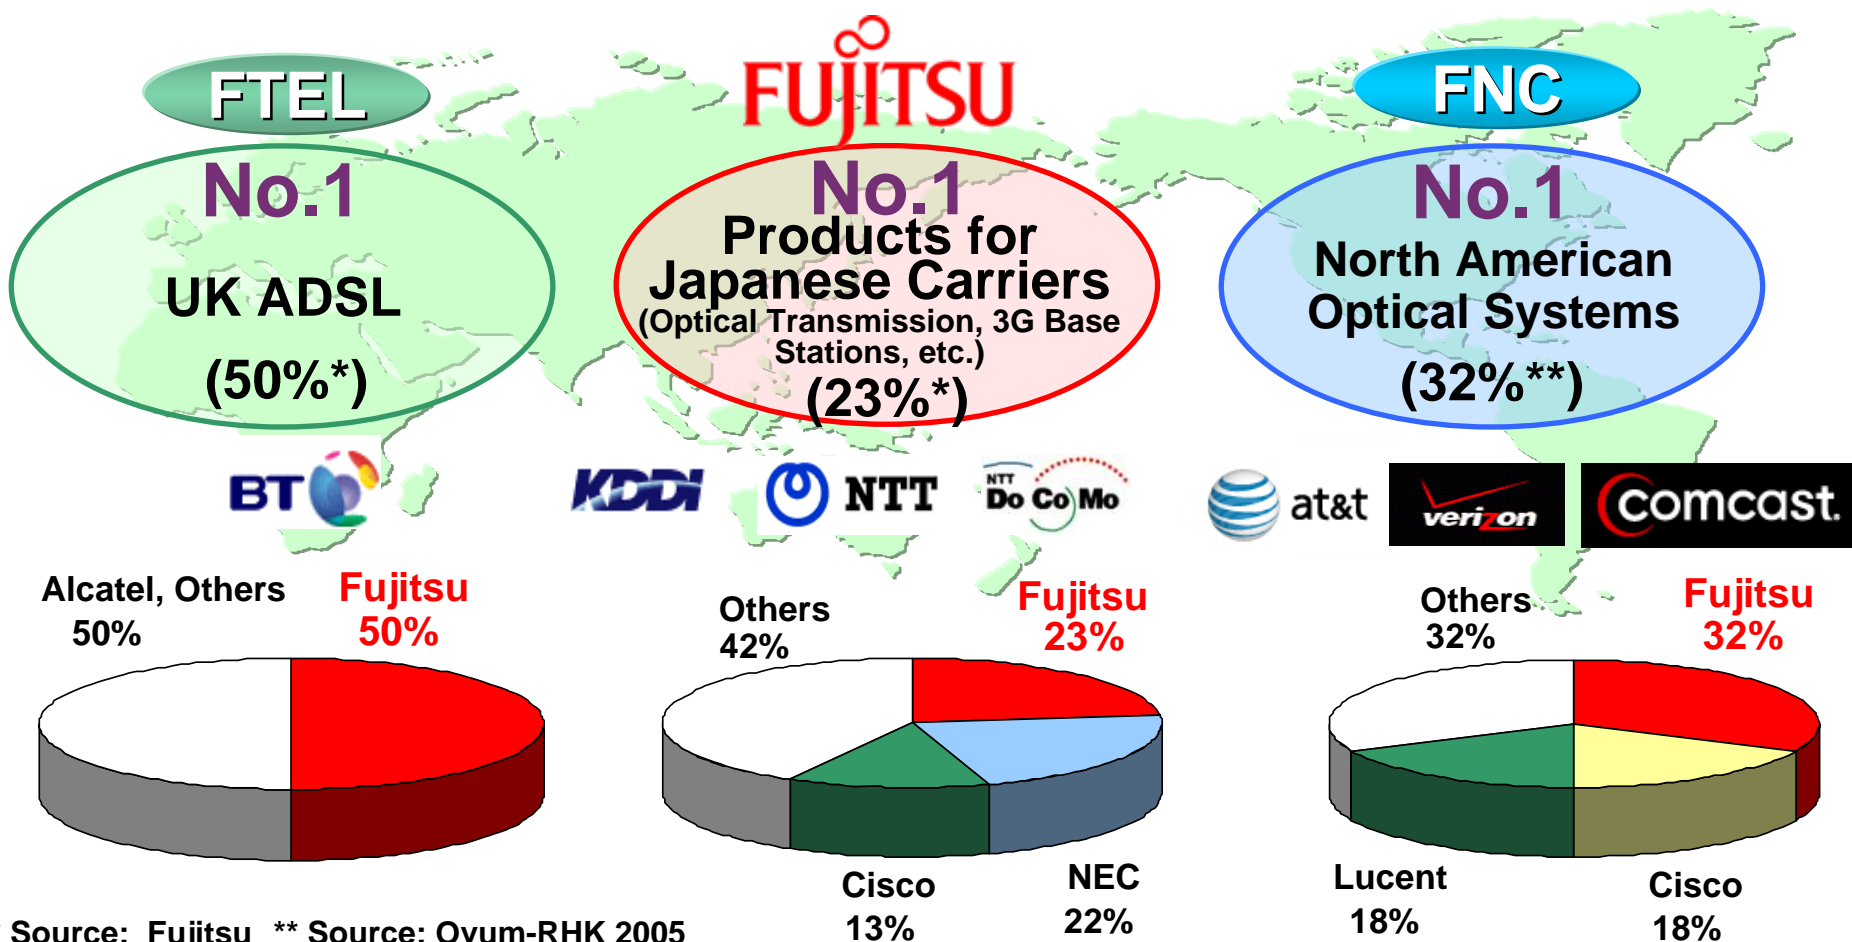 FTEL
FUJITSU
FNC
No.1
UK ADSL
(50%*)
No.1
Products for
Japanese Carriers
(Optical Transmission, 3G Base
Stations, etc.)
(23%*)
No.1
North American
Optical Systems
(32%**)
BT
KDDI
NTT
NTT
DoCoMo
at&t
verizon
comcast.
Alcatel, Others
50%
Fujitsu
50%
Others
42%
Fujitsu
23%
Others
32%
Fujitsu
32%
Cisco
13%
NEC
22%
Lucent
18%
Cisco
18%
* Source: Fujitsu ** Source: Ovum-RHK 2005